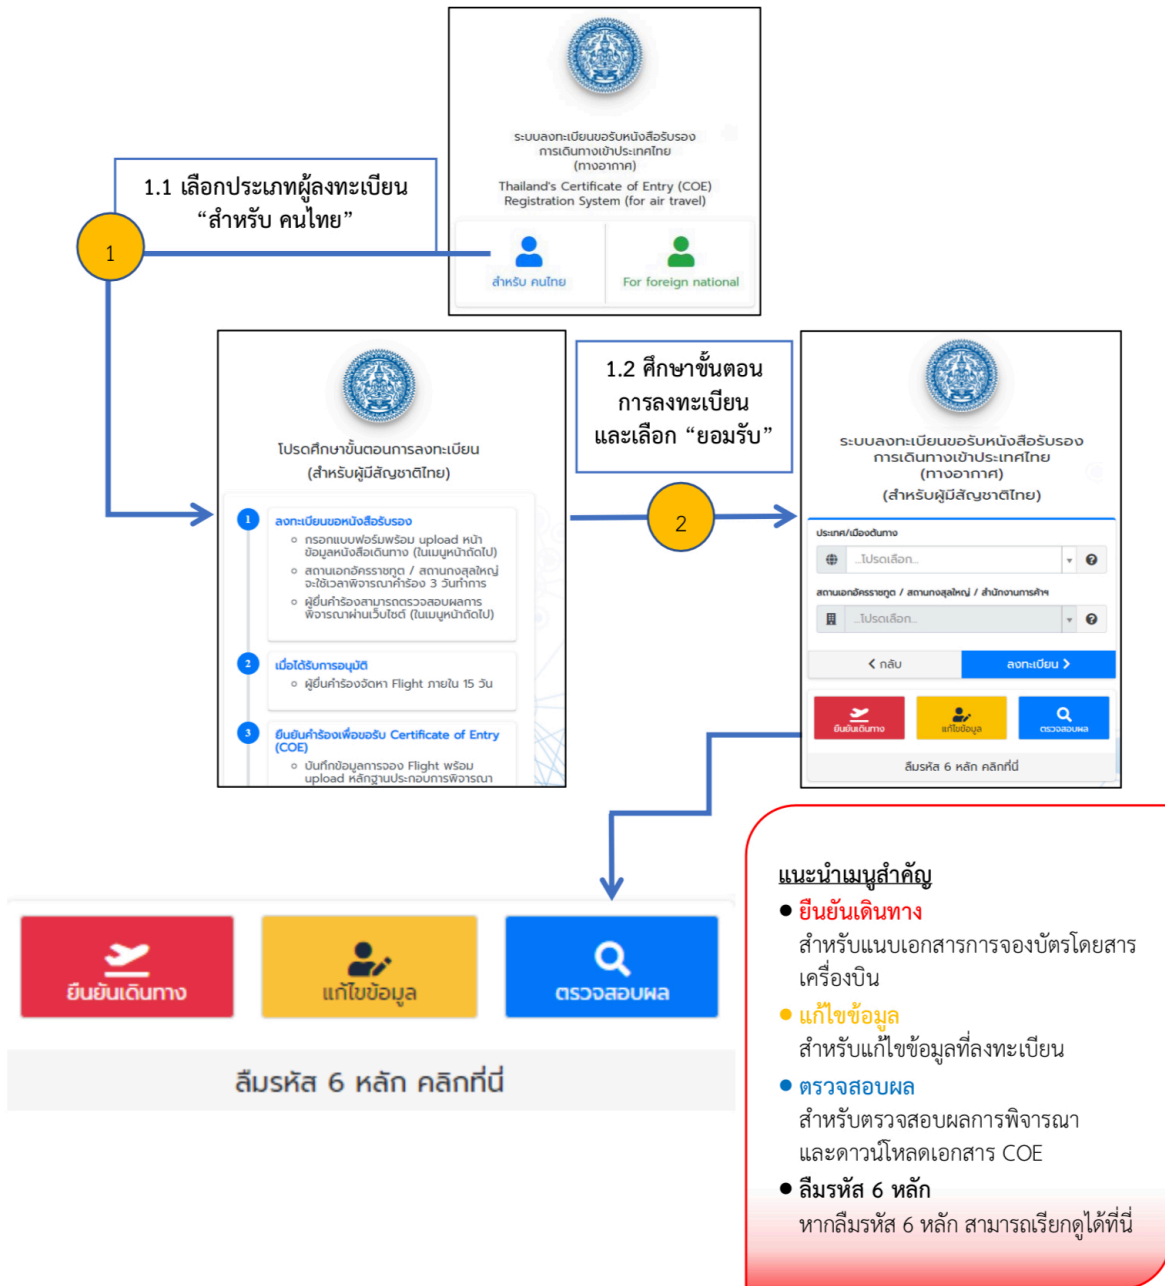 ระบบลงทะเบียนขอรับหนังสือรับรอง
การเดินทางเข้าประเทศไทย
(ทางอากาศ)
Thailand's Certificate of Entry (COE)
Registration System (for air travel)
สำหรับ คนไทย
For foreign national
1.1 เลือกประเภทผู้ลงทะเบียน
“สำหรับ คนไทย”
1
โปรดศึกษาขั้นตอนการลงทะเบียน
(สำหรับผู้มีสัญชาติไทย)
1
ลงทะเบียนขอหนังสือรับรอง
กรอกแบบฟอร์มพร้อม upload หน้า
ข้อมูลหนังสือเดินทาง (ในเมนูหน้าถัดไป)
สถานเอกอัครราชทูต / สถานกงสุลใหญ่
จะใช้เวลาพิจารณาคำร้อง 3 วันทำการ
ผู้ยื่นคำร้องสามารถตรวจสอบผลการ
พิจารณาผ่านเว็บไซต์ (ในเมนูหน้าถัดไป)
2
เมื่อได้รับการอนุมัติ
ผู้ยื่นคำร้องจัดหา Flight ภายใน 15 วัน
3
ยืนยันคำร้องเพื่อขอรับ Certificate of Entry
(COE)
บันทึกข้อมูลการจอง Flight พร้อม
upload หลักฐานประกอบการพิจารณา
1.2 ศึกษาขั้นตอน
การลงทะเบียน
และเลือก “ยอมรับ”
2
ระบบลงทะเบียนขอรับหนังสือรับรอง
การเดินทางเข้าประเทศไทย
(ทางอากาศ)
(สำหรับผู้มีสัญชาติไทย)
ประเทศ/เมืองต้นทาง
...โปรดเลือก...
สถานเอกอัครราชทูต / สถานกงสุลใหญ่ / สำนักงานการค้าฯ
...โปรดเลือก...
กลับ
ลงทะเบียน
ยืนยันเดินทาง
แก้ไขข้อมูล
ตรวจสอบผล
ลืมรหัส 6 หลัก คลิกที่นี่
ยืนยันเดินทาง
แก้ไขข้อมูล
ตรวจสอบผล
ลืมรหัส 6 หลัก คลิกที่นี่
แนะนำเมนูสำคัญ
● ยืนยันเดินทาง
สำหรับแนบเอกสารการจองบัตรโดยสาร
เครื่องบิน
● แก้ไขข้อมูล
สำหรับแก้ไขข้อมูลที่ลงทะเบียน
● ตรวจสอบผล
สำหรับตรวจสอบผลการพิจารณา
และดาวน์โหลดเอกสาร COE
● ลืมรหัส 6 หลัก
หากลืมรหัส 6 หลัก สามารถเรียกดูได้ที่นี่